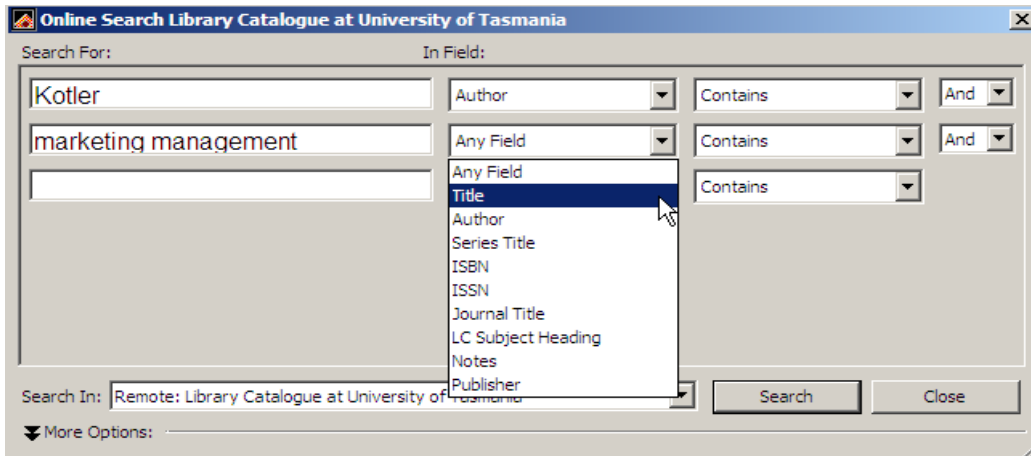 Online Search Library Catalogue at University of Tasmania
Search For: In Field:
Kotler Author Contains And
marketing management Any Field Contains And
Any Field
Title Contains
Author
Series Title
ISBN
ISSN
Journal Title
LC Subject Heading
Notes
Publisher
Search In: Remote: Library Catalogue at University of Search Close
More Options: